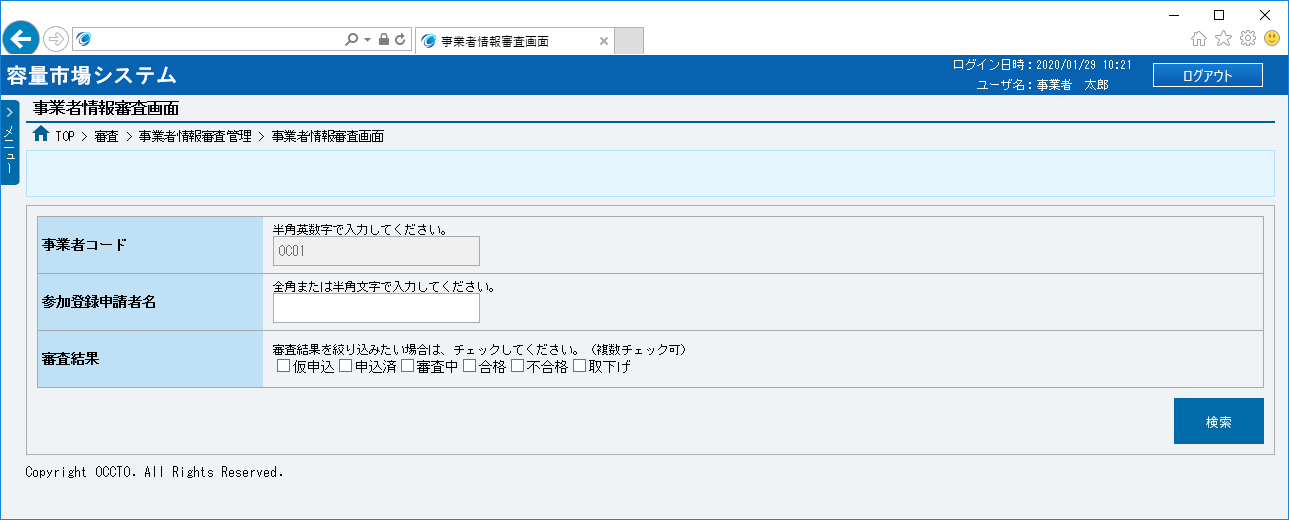 事業者情報審査画面
容量市場システム
ログイン日時：2020/01/29 10:21
ユーザ名：事業者　太郎
ログアウト
メニュー
事業者情報審査画面
TOP > 審査 > 事業者情報審査管理 > 事業者情報審査画面
事業者コード
半角英数字で入力してください。
0C01
参加登録申請者名
全角または半角文字で入力してください。
審査結果
審査結果を絞り込みたい場合は、チェックしてください。（複数チェック可）
仮申込 申込済 審査中 合格 不合格 取下げ
検索
Copyright OCCTO. All Rights Reserved.